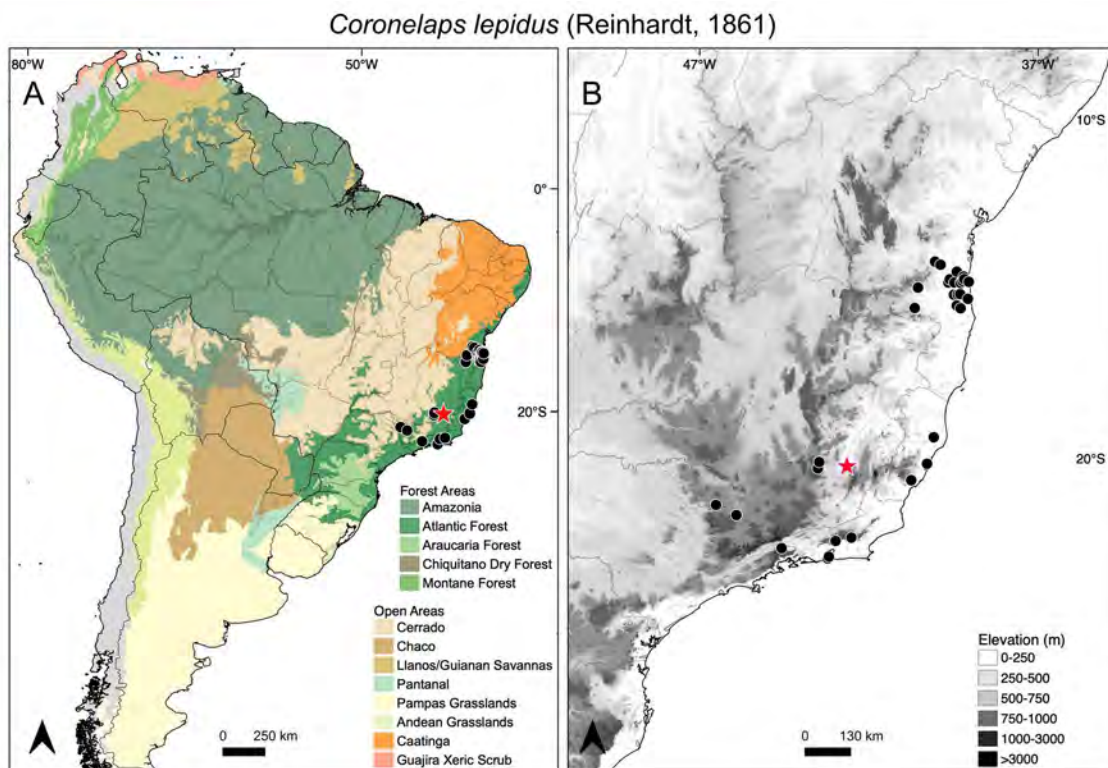 Coronelaps lepidus (Reinhardt, 1861)
80°W
50°W
A
0°
20°S
Forest Areas
Amazonia
Atlantic Forest
Araucaria Forest
Chiquitano Dry Forest
Montane Forest
Open Areas
Cerrado
Chaco
Llanos/Guianan Savannas
Pantanal
Pampas Grasslands
Andean Grasslands
Caatinga
Guajira Xeric Scrub
0 250 km
47°W
37°W
B
10°S
20°S
Elevation (m)
0-250
250-500
500-750
750-1000
1000-3000
>3000
0 130 km